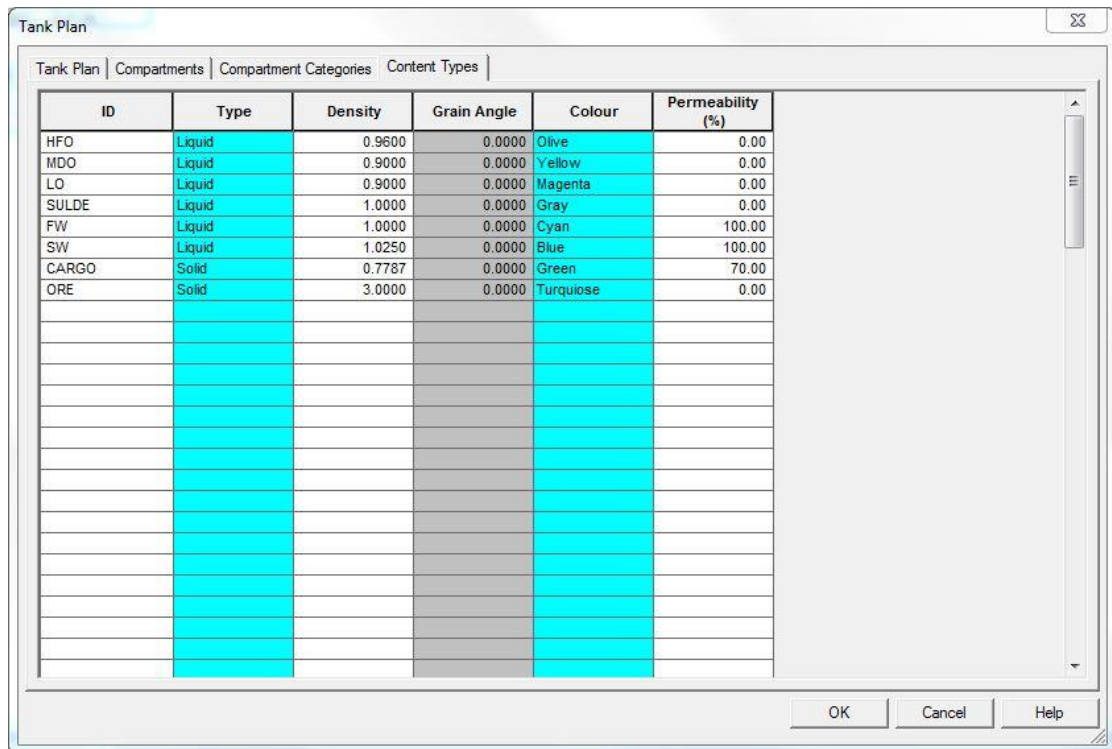 Tank Plan
Tank Plan Compartments Compartment Categories Content Types
ID Type Density Grain Angle Colour Permeability (%)
HFO Liquid 0.9600 0.0000 Olive 0.00
MDO Liquid 0.9000 0.0000 Yellow 0.00
LO Liquid 0.9000 0.0000 Magenta 0.00
SULDE Liquid 1.0000 0.0000 Gray 0.00
FW Liquid 1.0000 0.0000 Cyan 100.00
SW Liquid 1.0250 0.0000 Blue 100.00
CARGO Solid 0.7787 0.0000 Green 70.00
ORE Solid 3.0000 0.0000 Turquiose 0.00
OK Cancel Help